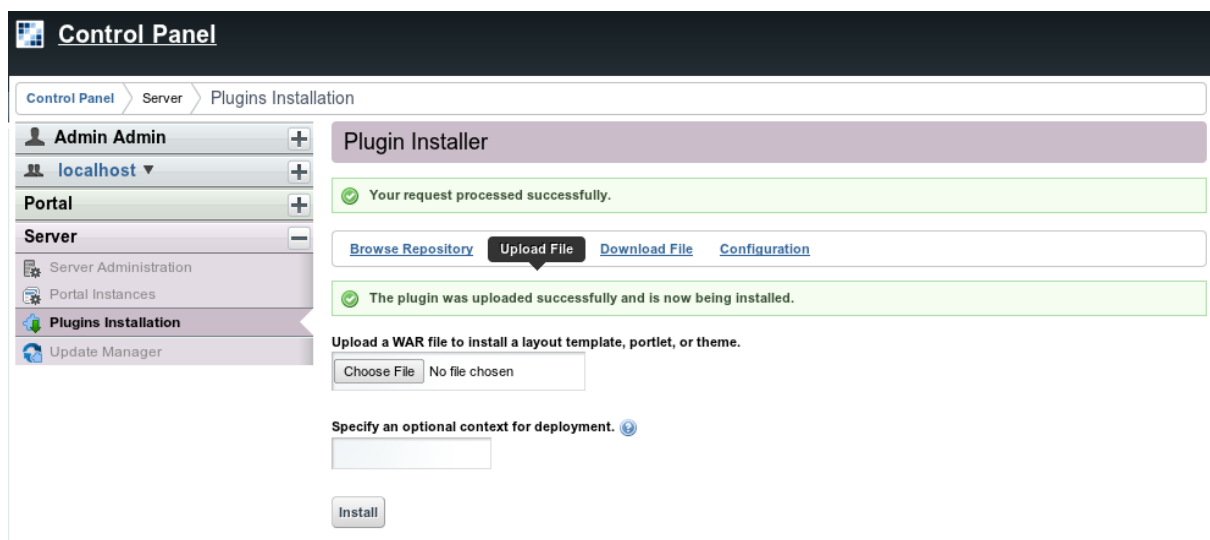 Control Panel
Control Panel Server Plugins Installation
Admin Admin
localhost
Portal
Server
Server Administration
Portal Instances
Plugins Installation
Update Manager
Plugin Installer
Your request processed successfully.
Browse Repository Upload File Download File Configuration
The plugin was uploaded successfully and is now being installed.
Upload a WAR file to install a layout template, portlet, or theme.
Choose File No file chosen
Specify an optional context for deployment.
Install